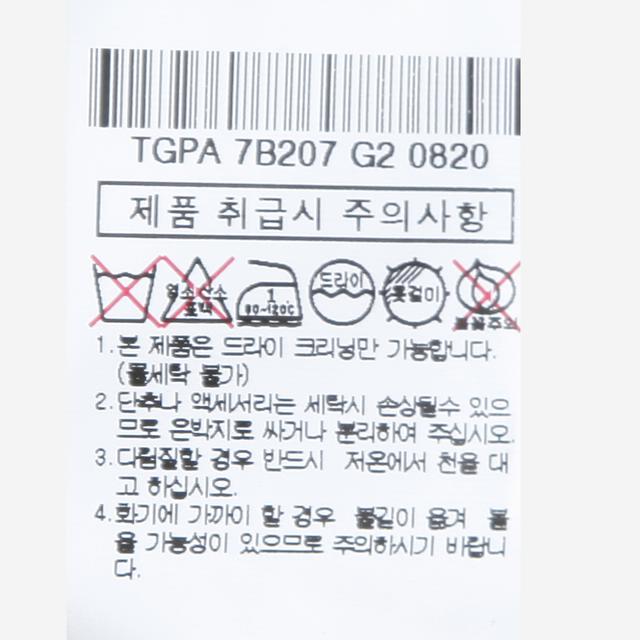 TGPA 7B207 G2 0820
제품 취급시 주의사항
염소 산소
표백
1
80~120℃
드라이
옷걸이
불꽃주의
1. 본 제품은 드라이 크리닝만 가능합니다.
(물세탁 불가)
2. 단추나 액세서리는 세탁시 손상될수 있으
므로 은박지로 싸거나 분리하여 주십시오.
3. 다림질할 경우 반드시 저온에서 천을 대
고 하십시오.
4. 화기에 가까이 할 경우 불길이 옮겨 붙
을 가능성이 있으므로 주의하시기 바랍니
다.